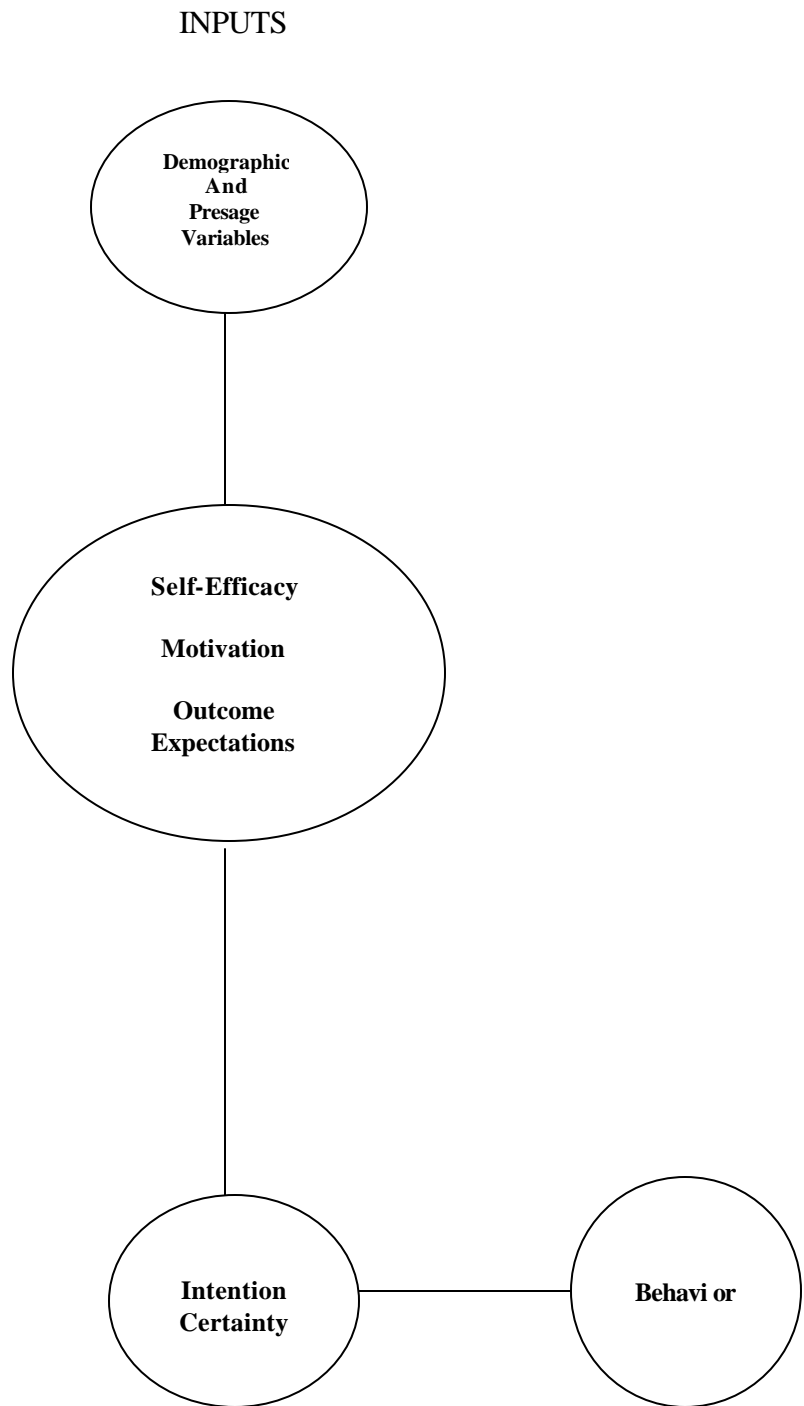 INPUTS
Demographic
And
Presage
Variables
Self-Efficacy
Motivation
Outcome
Expectations
Intention
Certainty
Behavi or